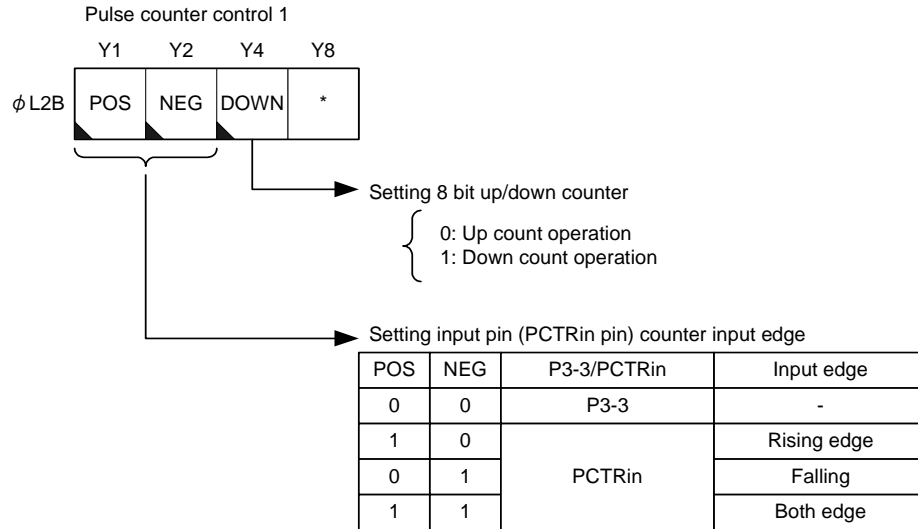 Pulse counter control 1
Y1 Y2 Y4 Y8
ϕL2B POS NEG DOWN *
Setting 8 bit up/down counter
0: Up count operation
1: Down count operation
Setting input pin (PCTRin pin) counter input edge
POS NEG P3-3/PCTRin Input edge
0 0 P3-3 -
1 0 PCTRin Rising edge
0 1 Falling
1 1 Both edge